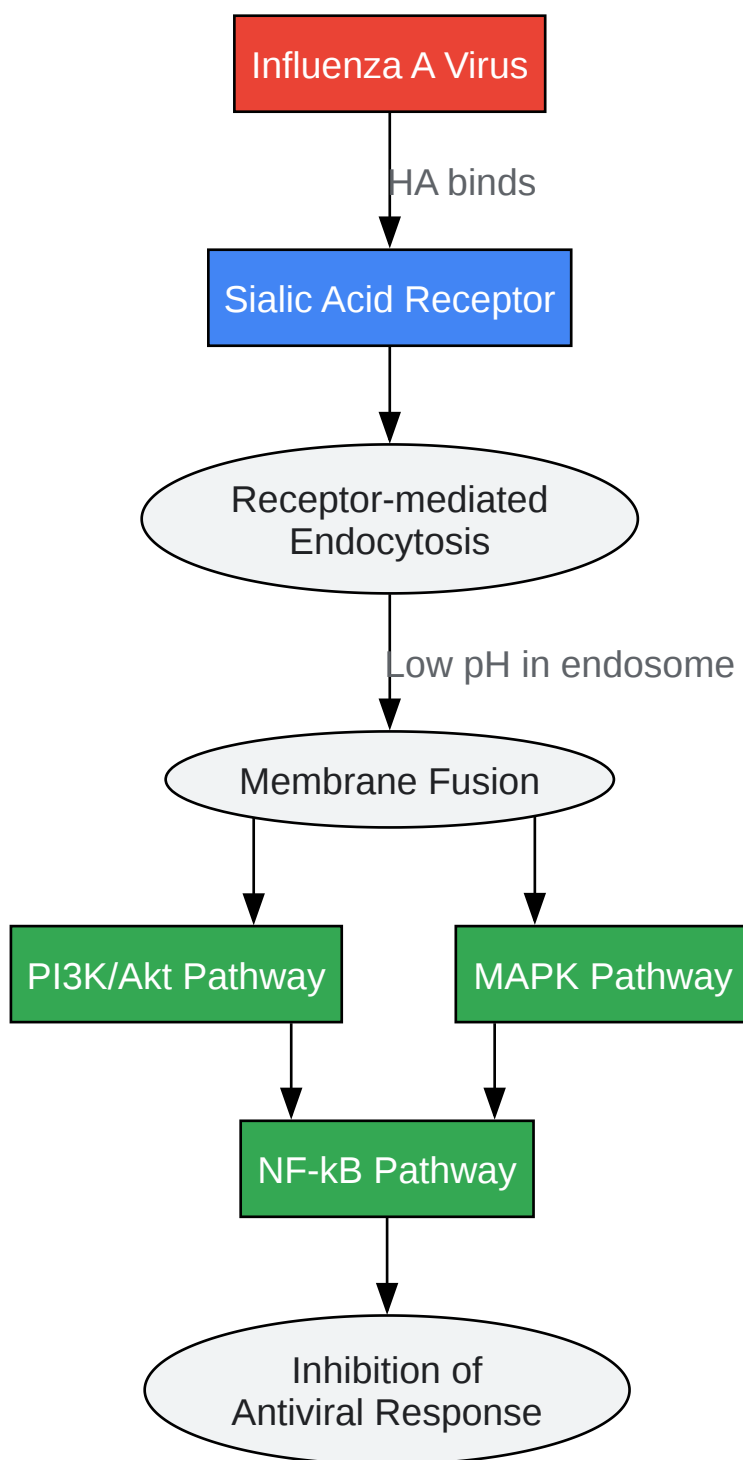 Influenza A Virus
HA binds
Sialic Acid Receptor
Receptor-mediated
Endocytosis
Low pH in endosome
Membrane Fusion
PI3K/Akt Pathway
MAPK Pathway
NF-kB Pathway
Inhibition of
Antiviral Response